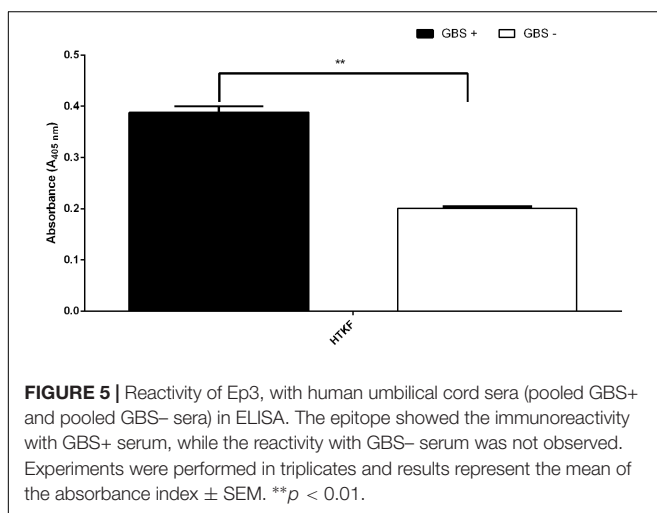 GBS + GBS -
**
0.5
0.4
0.3
0.2
0.1
0.0
Absorbance (A405 nm)
HTKF
FIGURE 5 | Reactivity of Ep3, with human umbilical cord sera (pooled GBS+
and pooled GBS– sera) in ELISA. The epitope showed the immunoreactivity
with GBS+ serum, while the reactivity with GBS– serum was not observed.
Experiments were performed in triplicates and results represent the mean of
the absorbance index ± SEM. **p < 0.01.